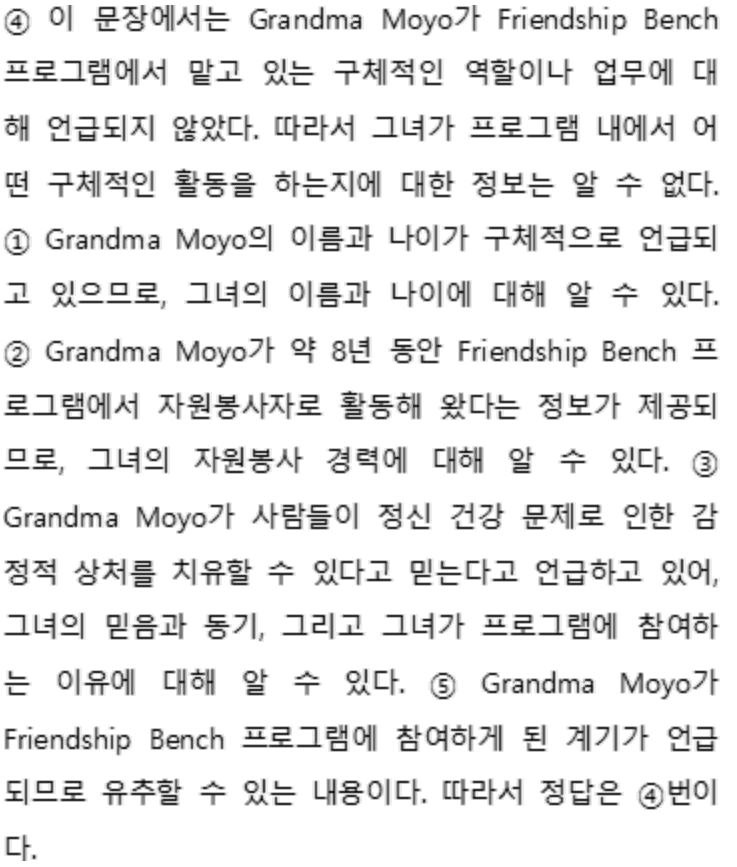 ④ 이 문장에서는 Grandma Moyo가 Friendship Bench
프로그램에서 맡고 있는 구체적인 역할이나 업무에 대
해 언급되지 않았다. 따라서 그녀가 프로그램 내에서 어
떤 구체적인 활동을 하는지에 대한 정보는 알 수 없다.
① Grandma Moyo의 이름과 나이가 구체적으로 언급되
고 있으므로, 그녀의 이름과 나이에 대해 알 수 있다.
② Grandma Moyo가 약 8년 동안 Friendship Bench 프
로그램에서 자원봉사자로 활동해 왔다는 정보가 제공되
므로, 그녀의 자원봉사 경력에 대해 알 수 있다. ③
Grandma Moyo가 사람들이 정신 건강 문제로 인한 감
정적 상처를 치유할 수 있다고 믿는다고 언급하고 있어,
그녀의 믿음과 동기, 그리고 그녀가 프로그램에 참여하
는 이유에 대해 알 수 있다. ⑤ Grandma Moyo가
Friendship Bench 프로그램에 참여하게 된 계기가 언급
되므로 유추할 수 있는 내용이다. 따라서 정답은 ④번이
다.